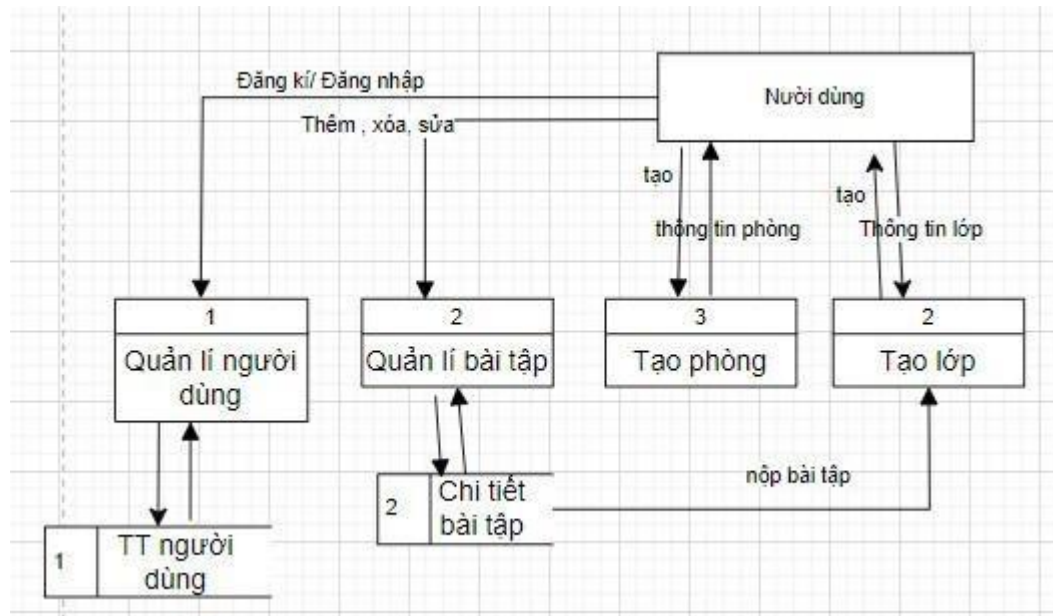 Đăng kí/ Đăng nhập
Nười dùng
Thêm , xóa, sửa
tạo
tạo
thông tin phòng
Thông tin lớp
1
Quản lí người
dùng
2
Quản lí bài tập
3
Tạo phòng
2
Tạo lớp
nộp bài tập
2
Chi tiết
bài tập
1
TT người
dùng